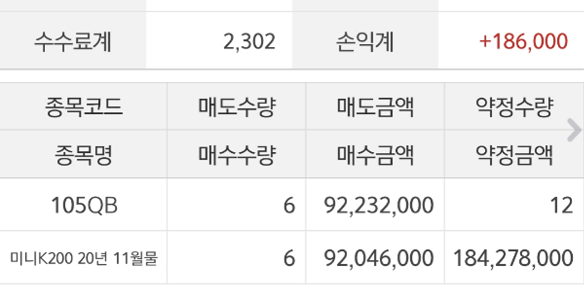 수수료계 2,302 손익계 +186,000
종목코드 매도수량 매도금액 약정수량
종목명 매수수량 매수금액 약정금액
105QB 6 92,232,000 12
미니K200 20년 11월물 6 92,046,000 184,278,000